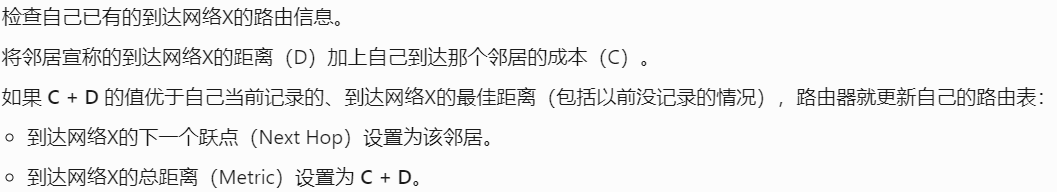 检查自己已有的到达网络X的路由信息。
将邻居宣称的到达网络X的距离（D）加上自己到达那个邻居的成本（C）。
如果 C + D 的值优于自己当前记录的、到达网络X的最佳距离（包括以前没记录的情况），路由器就更新自己的路由表：
○ 到达网络X的下一个跃点（Next Hop）设置为该邻居。
○ 到达网络X的总距离（Metric）设置为 C + D。